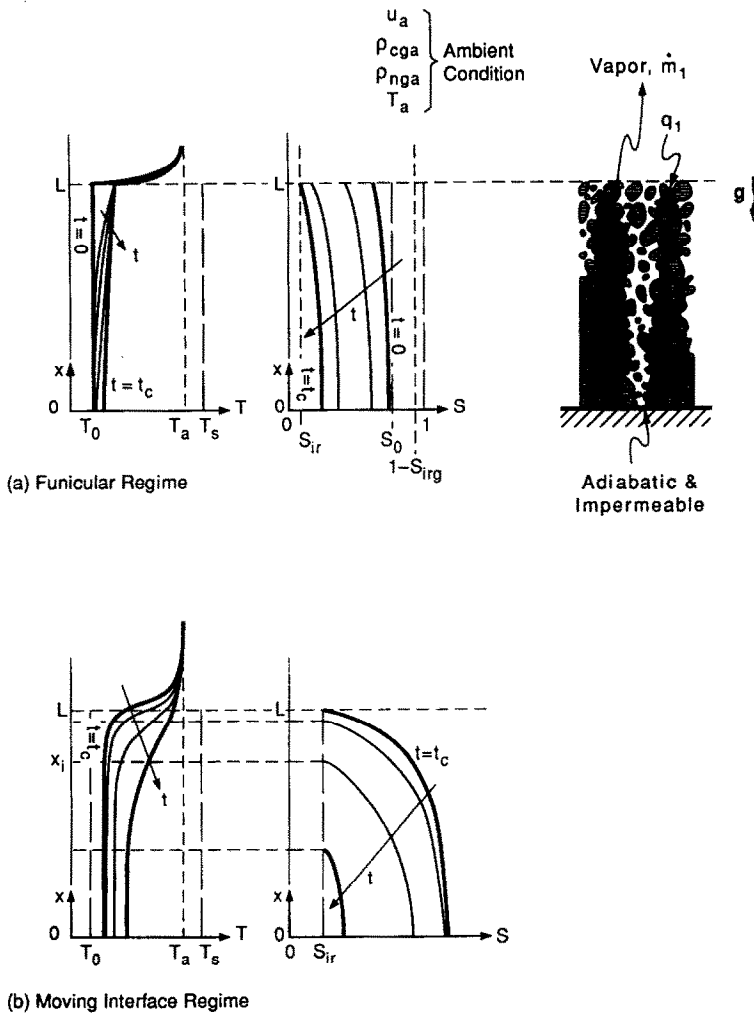 u_a
ρ_cga
ρ_nga
T_a
Ambient
Condition
Vapor, ṁ_1
q_1
g
L
t = 0
t
x
t = t_c
0
T_0
T_a
T_s
T
L
t
t = 0
x
t = t_c
0
0
S_ir
S_0
1
S
1−S_irg
Adiabatic &
Impermeable
(a) Funicular Regime
L
t=t_c
x_i
t
x
0
T_0
T_a
T_s
T
L
t=t_c
t
x
0
0
S_ir
S
(b) Moving Interface Regime